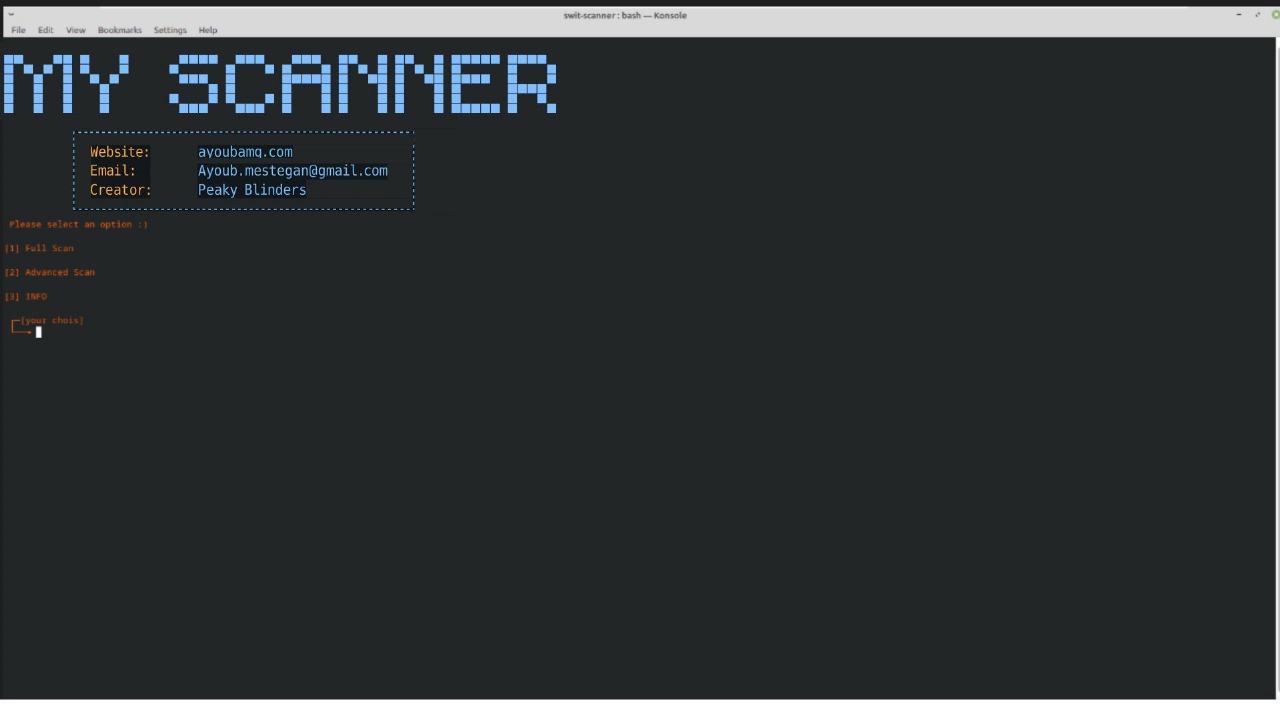 swit-scanner : bash — Konsole
File Edit View Bookmarks Settings Help
MY SCANNER
Website: ayoubamq.com
Email: Ayoub.mestegan@gmail.com
Creator: Peaky Blinders
Please select an option :)
[1] Full Scan
[2] Advanced Scan
[3] INFO
[your chois]